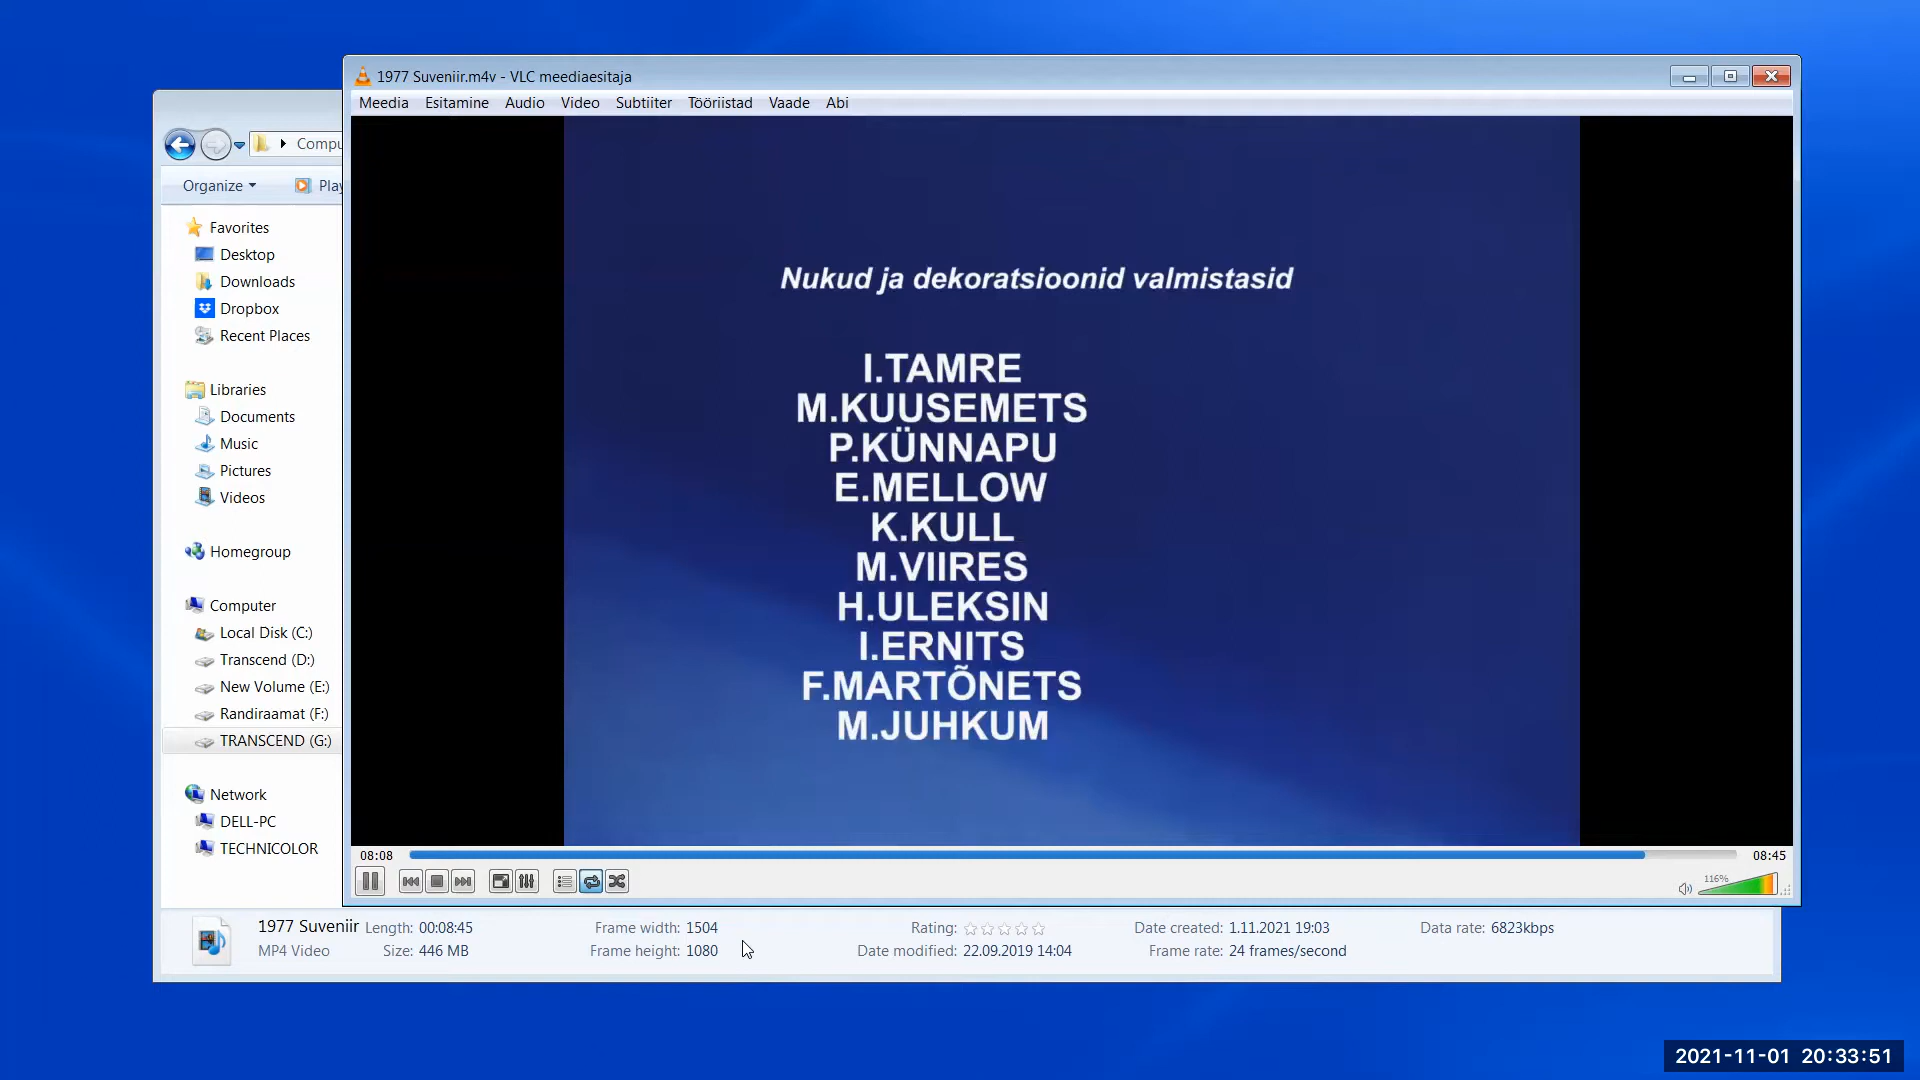 1977 Suveniir.m4v - VLC meediaesitaja
Meedia Esitamine Audio Video Subtiiter Tööriistad Vaade Abi
Compu
Organize Play
Favorites
Desktop
Downloads
Dropbox
Recent Places
Libraries
Documents
Music
Pictures
Videos
Homegroup
Computer
Local Disk (C:)
Transcend (D:)
New Volume (E:)
Randiraamat (F:)
TRANSCEND (G:)
Network
DELL-PC
TECHNICOLOR
Nukud ja dekoratsioonid valmistasid
I.TAMRE
M.KUUSEMETS
P.KÜNNAPU
E.MELLOW
K.KULL
M.VIIRES
H.ULEKSIN
I.ERNITS
F.MARTÕNETS
M.JUHKUM
08:08 08:45
116%
1977 Suveniir Length: 00:08:45 Frame width: 1504 Rating: Date created: 1.11.2021 19:03 Data rate: 6823kbps
MP4 Video Size: 446 MB Frame height: 1080 Date modified: 22.09.2019 14:04 Frame rate: 24 frames/second
2021-11-01 20:33:51